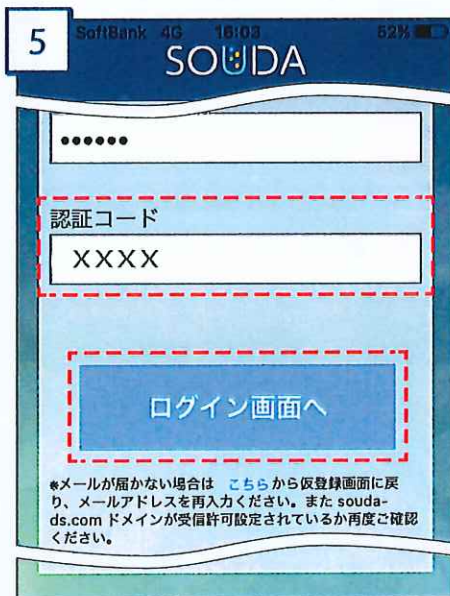 5
SoftBank 4G 16:03 52%
SOUDA
••••••
認証コード
XXXX
ログイン画面へ
※メールが届かない場合は こちらから仮登録画面に戻
り、メールアドレスを再入力ください。また souda-
ds.com ドメインが受信許可設定されているか再度ご確認
ください。